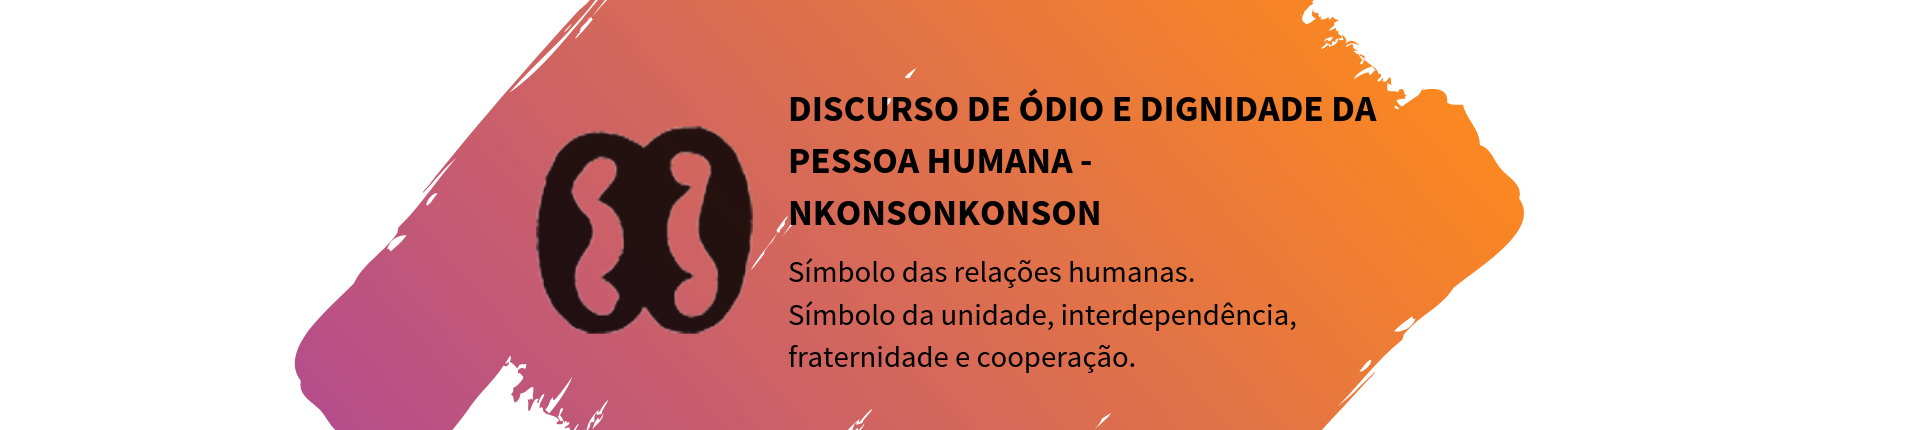 DISCURSO DE ÓDIO E DIGNIDADE DA
PESSOA HUMANA -
NKONSONKONSON
Símbolo das relações humanas.
Símbolo da unidade, interdependência,
fraternidade e cooperação.